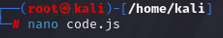 ┌──(root㉿kali)-[/home/kali]
└─# nano code.js